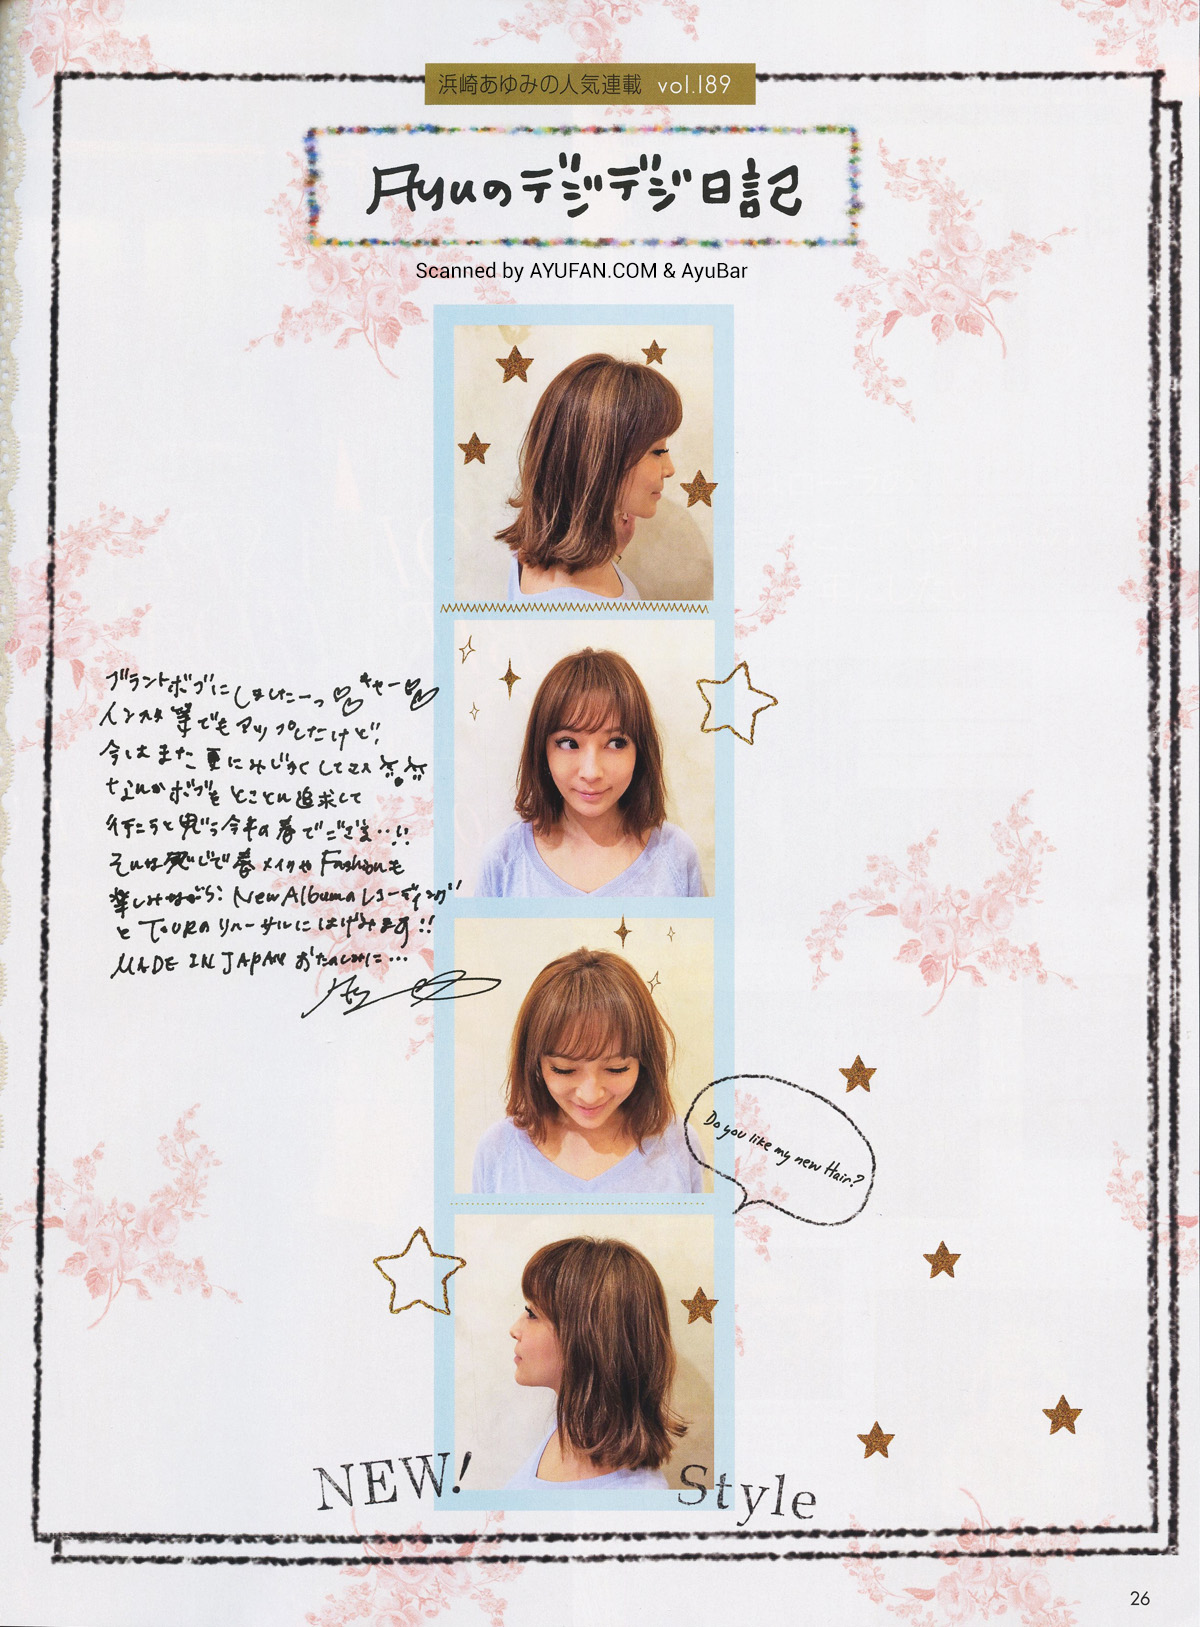 浜崎あゆみの人気連載 vol.189
Ayuのデジデジ日記
Scanned by AYUFAN.COM & AyuBar
ブラントボブにしましたーっ♡キャー♡
インスタ等でもアップしたけど、
今はまた更にみじかくしてます
なんかボブをとことん追求して
行こうと思う今年の春でござま…!!
そんな感じで春メイクや Fashionも
楽しみながら、New Albumのレコーディング
と TOURのリハーサルにはげみます!!
MADE IN JAPAN おたのしみに…
Ayu
Do you like my new Hair?
NEW! Style
26